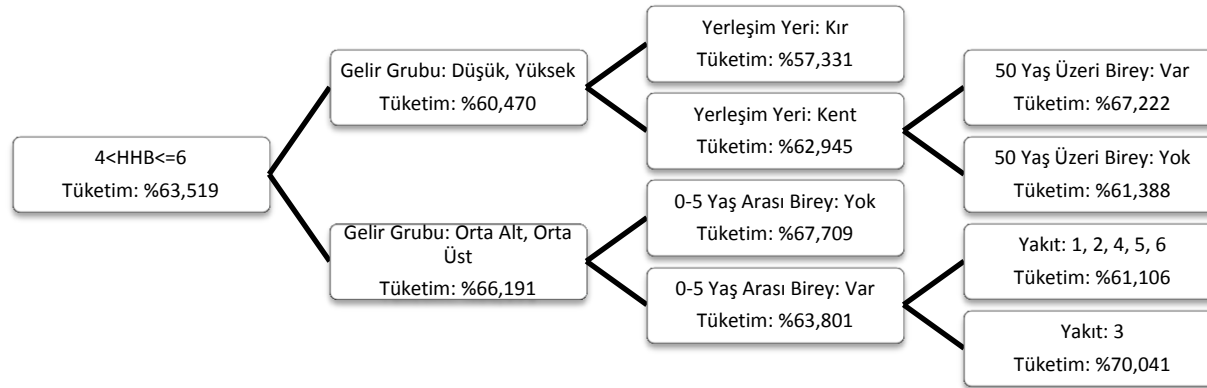 4<HHB<=6
Tüketim: %63,519
Gelir Grubu: Düşük, Yüksek
Tüketim: %60,470
Gelir Grubu: Orta Alt, Orta
Üst
Tüketim: %66,191
Yerleşim Yeri: Kır
Tüketim: %57,331
Yerleşim Yeri: Kent
Tüketim: %62,945
0-5 Yaş Arası Birey: Yok
Tüketim: %67,709
0-5 Yaş Arası Birey: Var
Tüketim: %63,801
50 Yaş Üzeri Birey: Var
Tüketim: %67,222
50 Yaş Üzeri Birey: Yok
Tüketim: %61,388
Yakıt: 1, 2, 4, 5, 6
Tüketim: %61,106
Yakıt: 3
Tüketim: %70,041